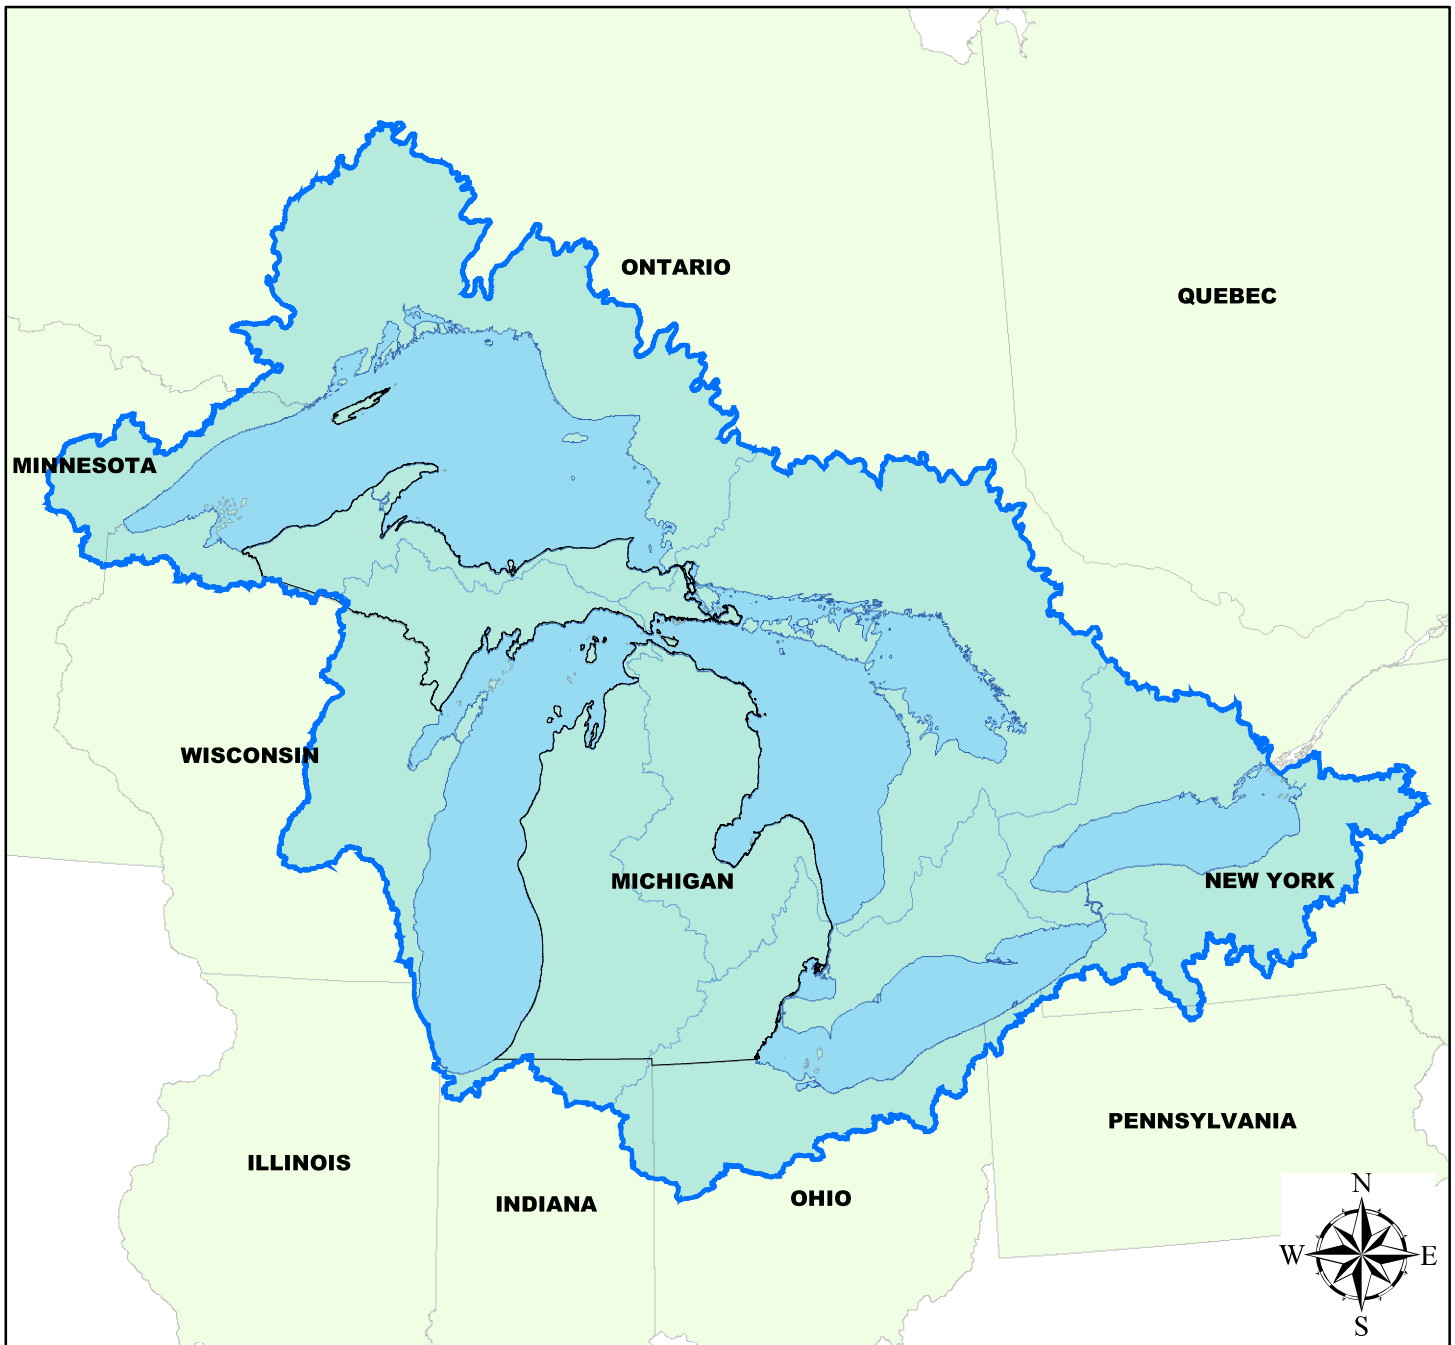 ONTARIO
QUEBEC
MINNESOTA
WISCONSIN
MICHIGAN
NEW YORK
PENNSYLVANIA
ILLINOIS
INDIANA
OHIO
N
W
E
S